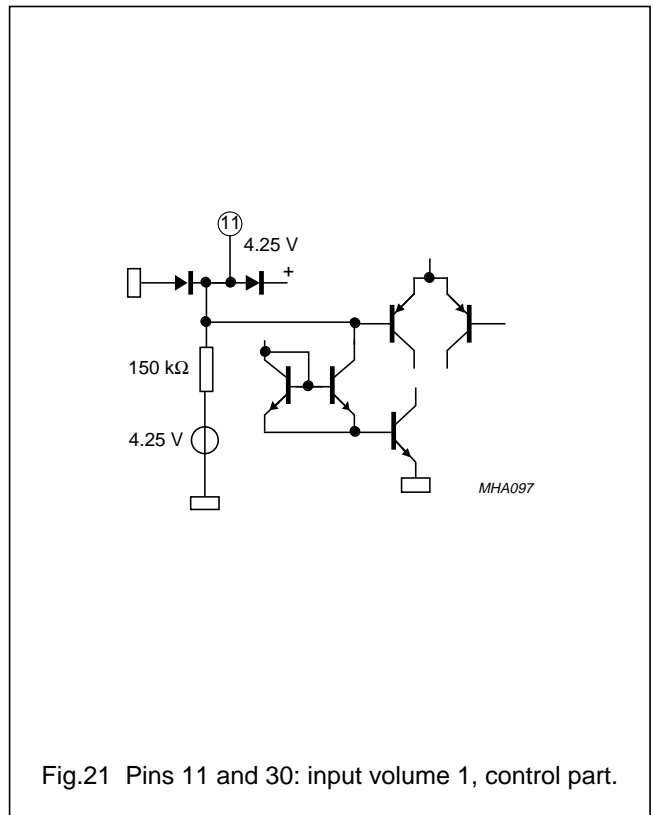 11
4.25 V
+
150 kΩ
4.25 V
MHA097
Fig.21 Pins 11 and 30: input volume 1, control part.